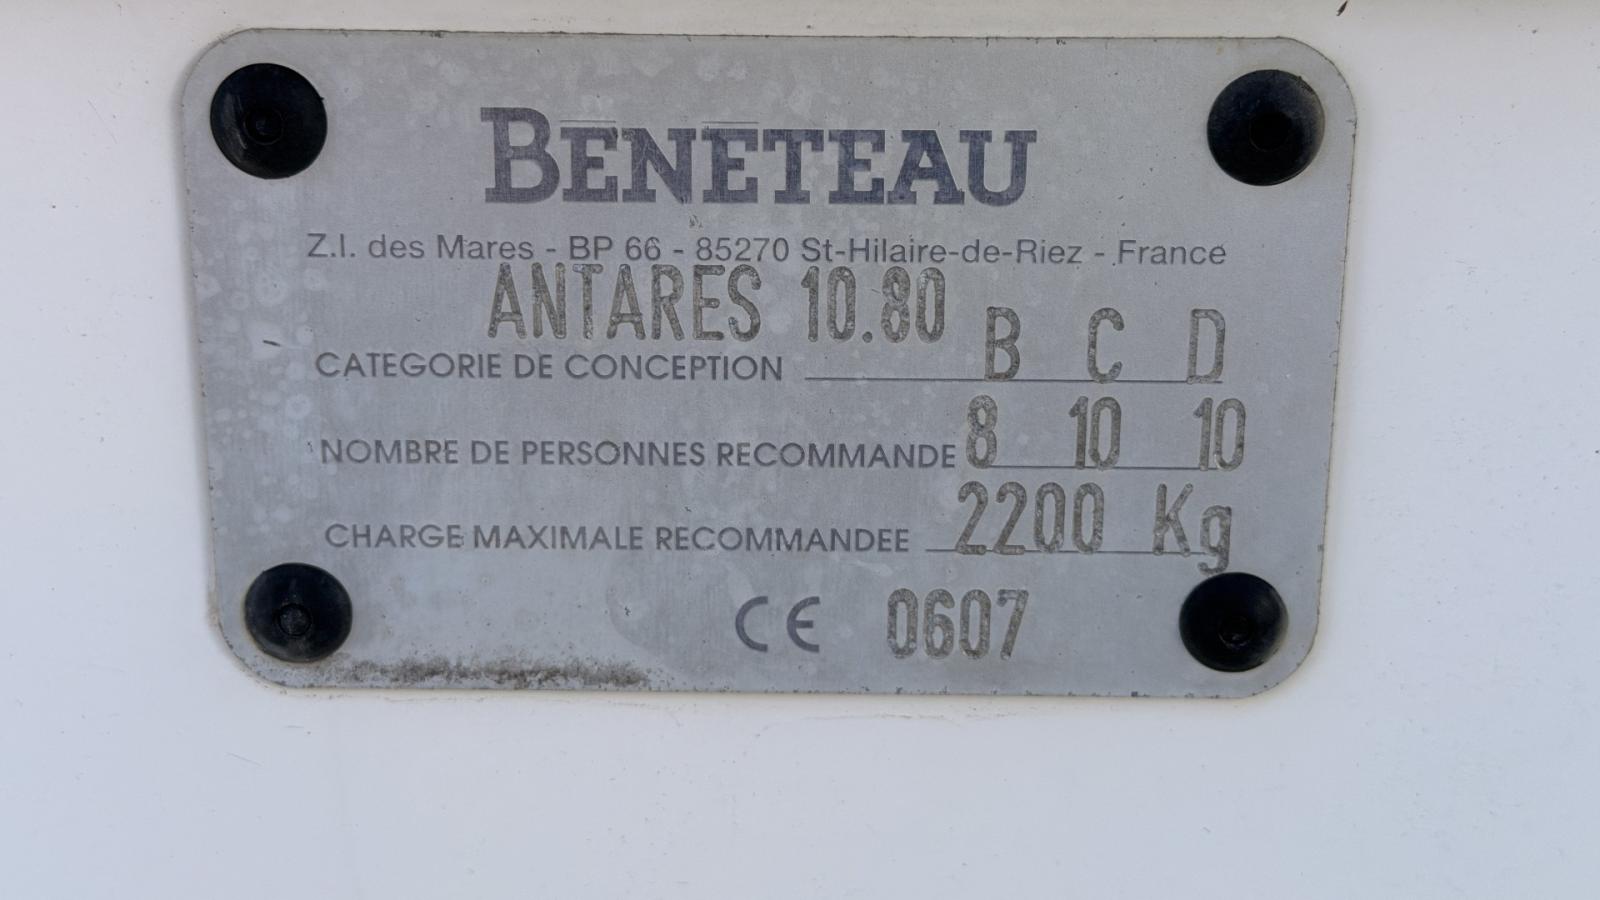 BENETEAU
Z.I. des Mares - BP 66 - 85270 St-Hilaire-de-Riez - France
ANTARES 10.80
CATEGORIE DE CONCEPTION B C D
NOMBRE DE PERSONNES RECOMMANDE 8 10 10
CHARGE MAXIMALE RECOMMANDEE 2200 Kg
CE 0607